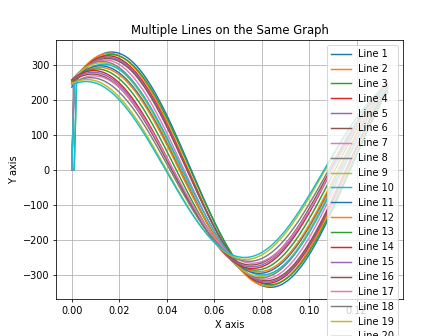 Multiple Lines on the Same Graph
Y axis
300
200
100
0
−100
−200
−300
0.00
0.02
0.04
0.06
0.08
0.10
X axis
Line 1
Line 2
Line 3
Line 4
Line 5
Line 6
Line 7
Line 8
Line 9
Line 10
Line 11
Line 12
Line 13
Line 14
Line 15
Line 16
Line 17
Line 18
Line 19
Line 20